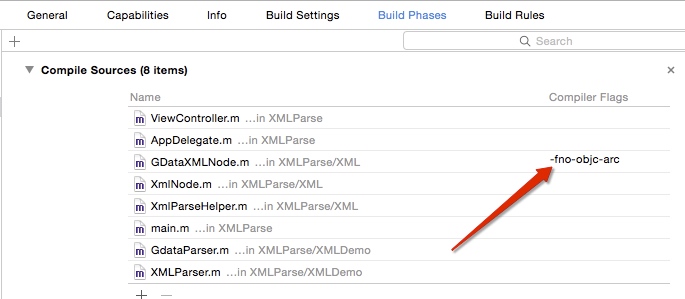 General Capabilities Info Build Settings Build Phases Build Rules
+ Search
Compile Sources (8 items) ×
Name Compiler Flags
m ViewController.m ...in XMLParse
m AppDelegate.m ...in XMLParse
m GDataXMLNode.m ...in XMLParse/XML -fno-objc-arc
m XmlNode.m ...in XMLParse/XML
m XmlParseHelper.m ...in XMLParse/XML
m main.m ...in XMLParse
m GdataParser.m ...in XMLParse/XMLDemo
m XMLParser.m ...in XMLParse/XMLDemo
+ −